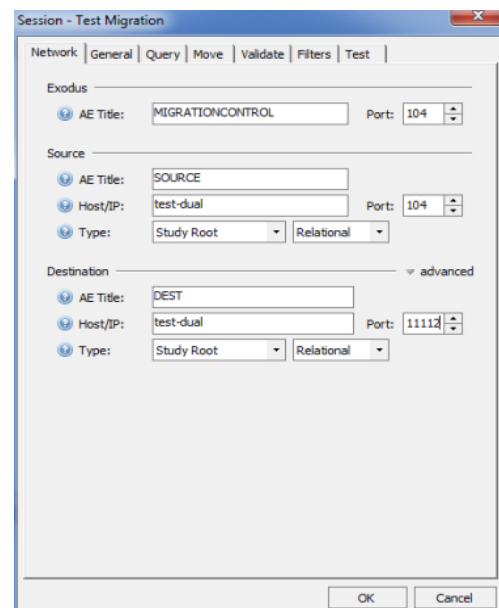 Session - Test Migration
Network General Query Move Validate Filters Test
Exodus
AE Title: MIGRATIONCONTROL Port: 104
Source
AE Title: SOURCE
Host/IP: test-dual Port: 104
Type: Study Root Relational
Destination advanced
AE Title: DEST
Host/IP: test-dual Port: 11112
Type: Study Root Relational
OK Cancel